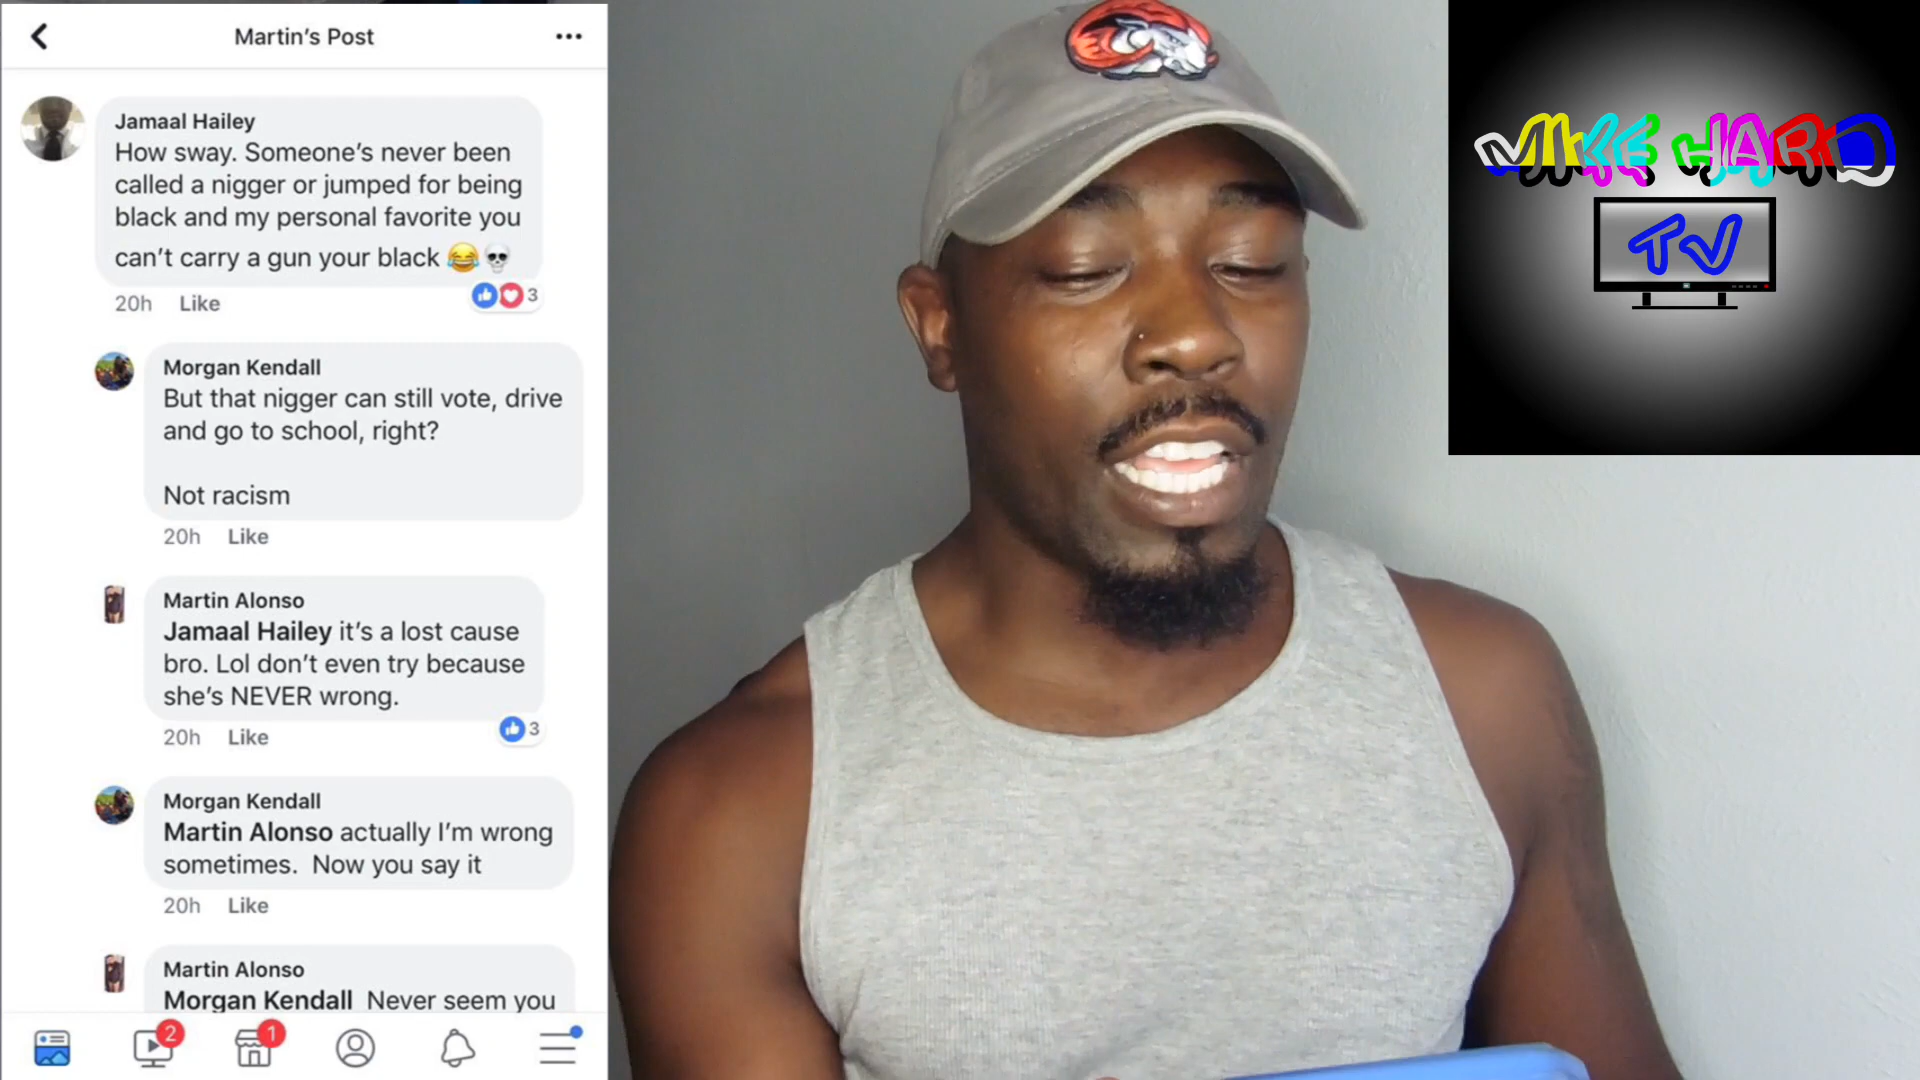 Martin's Post
Jamaal Hailey
How sway. Someone's never been
called a nigger or jumped for being
black and my personal favorite you
can't carry a gun your black 😂💀
20h Like 3
Morgan Kendall
But that nigger can still vote, drive
and go to school, right?
Not racism
20h Like
Martin Alonso
Jamaal Hailey it's a lost cause
bro. Lol don't even try because
she's NEVER wrong.
20h Like 3
Morgan Kendall
Martin Alonso actually I'm wrong
sometimes.  Now you say it
20h Like
Martin Alonso
Morgan Kendall  Never seem you
2 1
MIKE HARD
TV